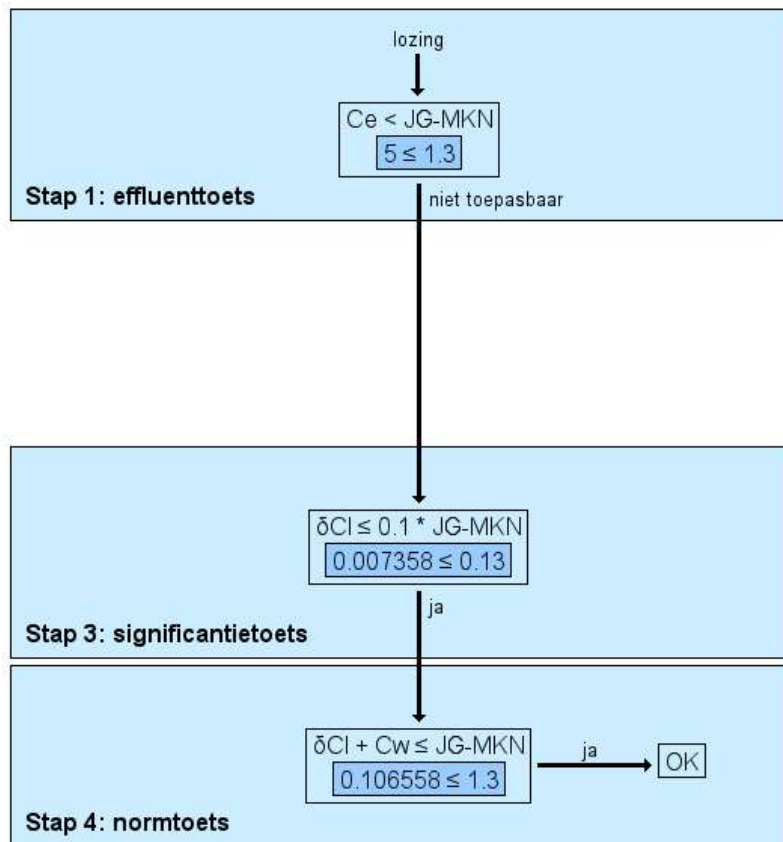 lozing
Ce < JG-MKN
5 ≤ 1.3
Stap 1: effluenttoets
niet toepasbaar
δCl ≤ 0.1 * JG-MKN
0.007358 ≤ 0.13
ja
Stap 3: significantietoets
δCl + Cw ≤ JG-MKN
0.106558 ≤ 1.3
ja
OK
Stap 4: normtoets